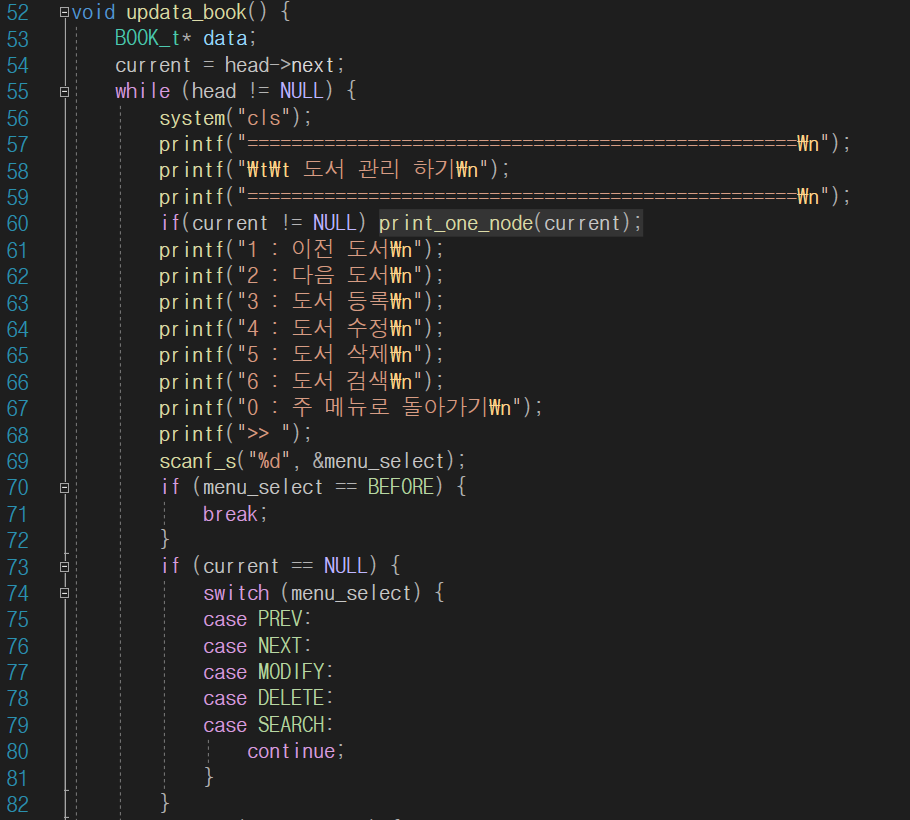 52 void updata_book() {
53 BOOK_t* data;
54 current = head->next;
55 while (head != NULL) {
56 system("cls");
57 printf("==================================================₩n");
58 printf("₩t₩t 도서 관리 하기₩n");
59 printf("==================================================₩n");
60 if(current != NULL) print_one_node(current);
61 printf("1 : 이전 도서₩n");
62 printf("2 : 다음 도서₩n");
63 printf("3 : 도서 등록₩n");
64 printf("4 : 도서 수정₩n");
65 printf("5 : 도서 삭제₩n");
66 printf("6 : 도서 검색₩n");
67 printf("0 : 주 메뉴로 돌아가기₩n");
68 printf(">> ");
69 scanf_s("%d", &menu_select);
70 if (menu_select == BEFORE) {
71 break;
72 }
73 if (current == NULL) {
74 switch (menu_select) {
75 case PREV:
76 case NEXT:
77 case MODIFY:
78 case DELETE:
79 case SEARCH:
80 continue;
81 }
82 }